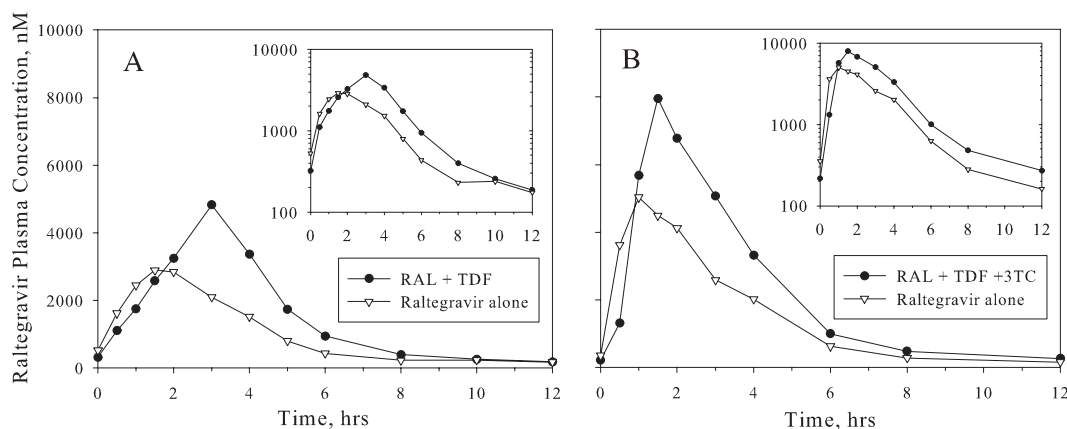 Raltegravir Plasma Concentration, nM
10000
8000
6000
4000
2000
0
A
10000
1000
100
0 2 4 6 8 10 12
RAL + TDF
Raltegravir alone
0 2 4 6 8 10 12
Time, hrs
B
10000
1000
100
0 2 4 6 8 10 12
RAL + TDF +3TC
Raltegravir alone
0 2 4 6 8 10 12
Time, hrs